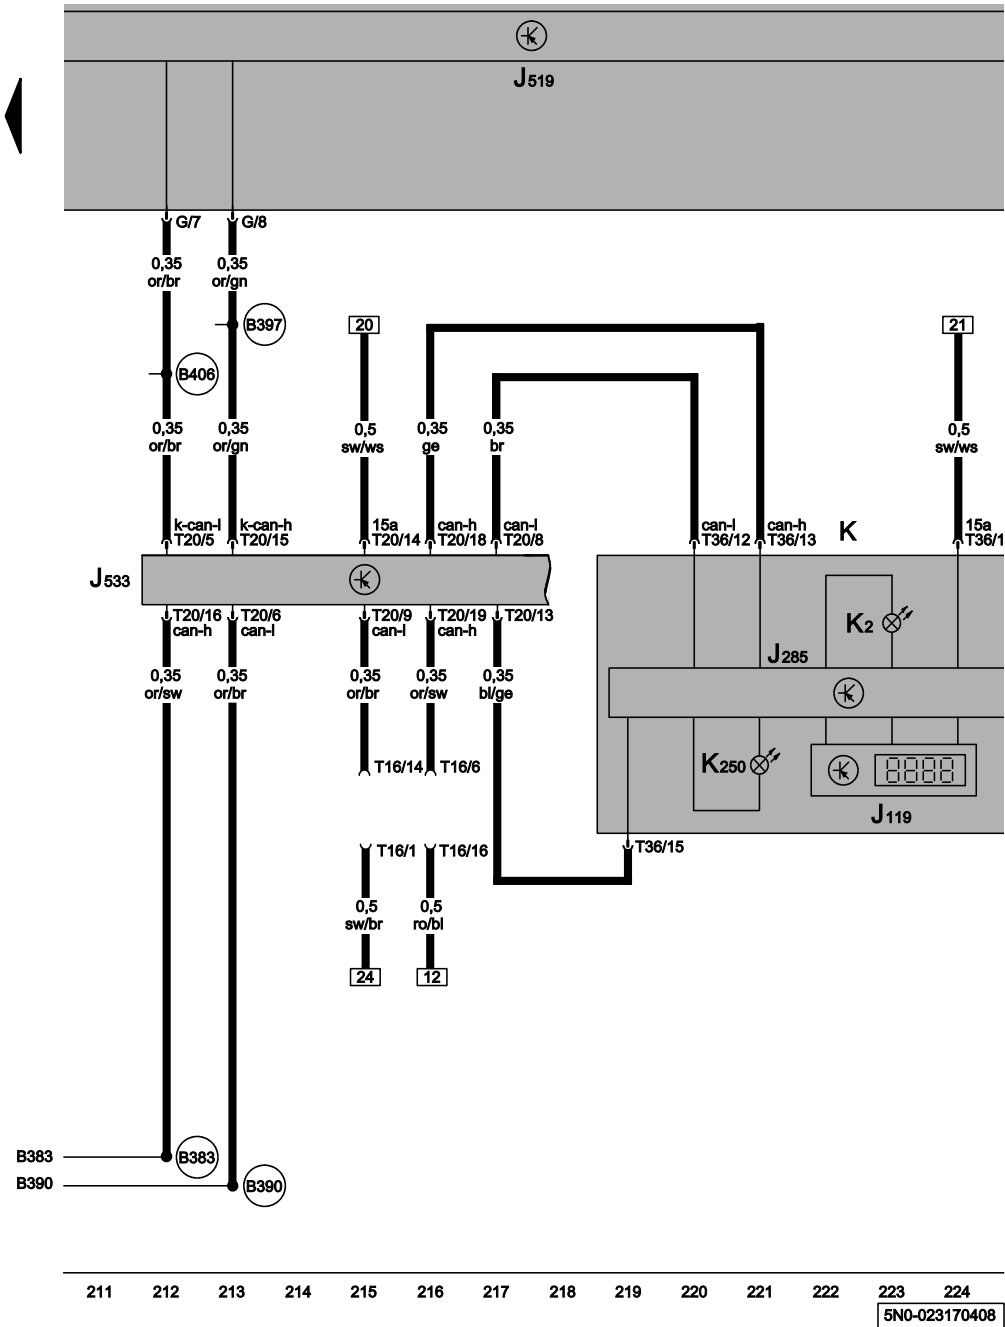 J519
G/7 G/8
0,35 0,35
or/br or/gn
B397 20 21
B406
0,35 0,35 0,5 0,35 0,35 0,5
or/br or/gn sw/ws ge br sw/ws
k-can-l k-can-h 15a can-h can-l can-l can-h K 15a
T20/5 T20/15 T20/14 T20/18 T20/8 T36/12 T36/13 T36/1
J533
T20/16 T20/6 T20/9 T20/19 T20/13 K2
can-h can-l can-l can-h
J285
0,35 0,35 0,35 0,35 0,35
or/sw or/br or/br or/sw bl/ge
T16/14 T16/6 K250 8888
J119
T16/1 T16/16 T36/15
0,5 0,5
sw/br ro/bl
24 12
B383 B383
B390 B390
211 212 213 214 215 216 217 218 219 220 221 222 223 224
5N0-023170408